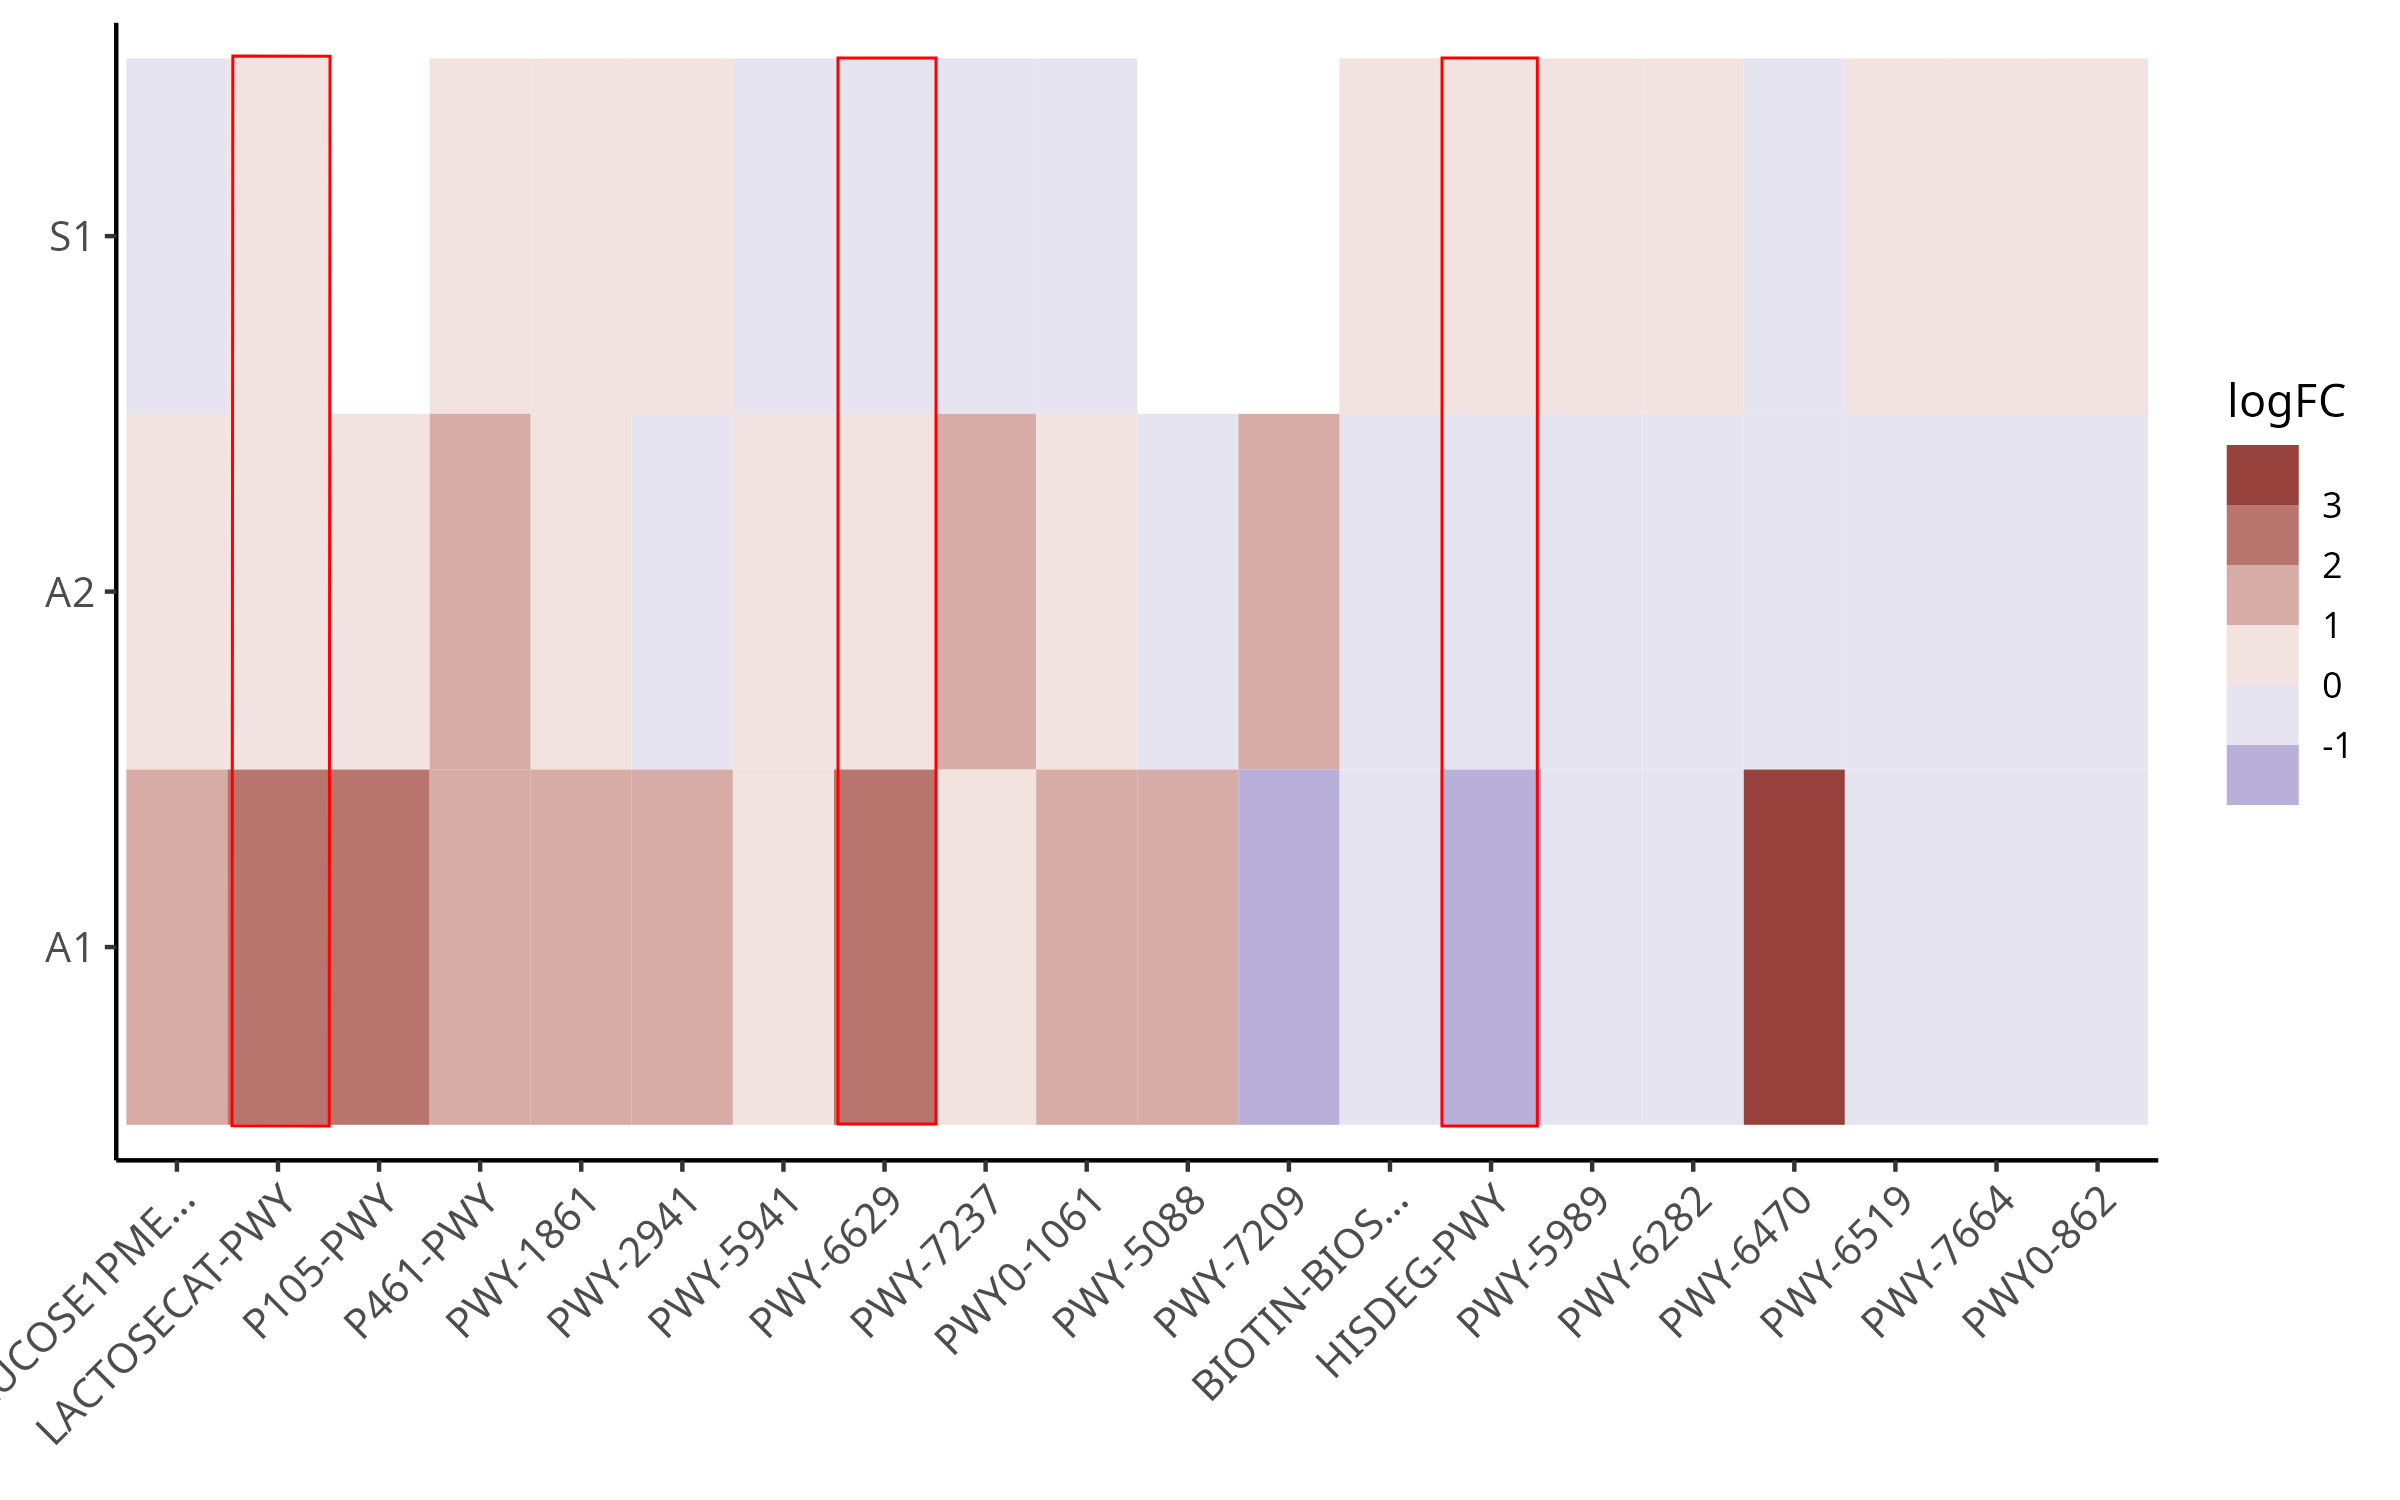 S1
A2
A1
UCOSE1PME...
LACTOSECAT-PWY
P105-PWY
P461-PWY
PWY-1861
PWY-2941
PWY-5941
PWY-6629
PWY-7237
PWY0-1061
PWY-5088
PWY-7209
BIOTIN-BIOS...
HISDEG-PWY
PWY-5989
PWY-6282
PWY-6470
PWY-6519
PWY-7664
PWY0-862
logFC
3
2
1
0
-1